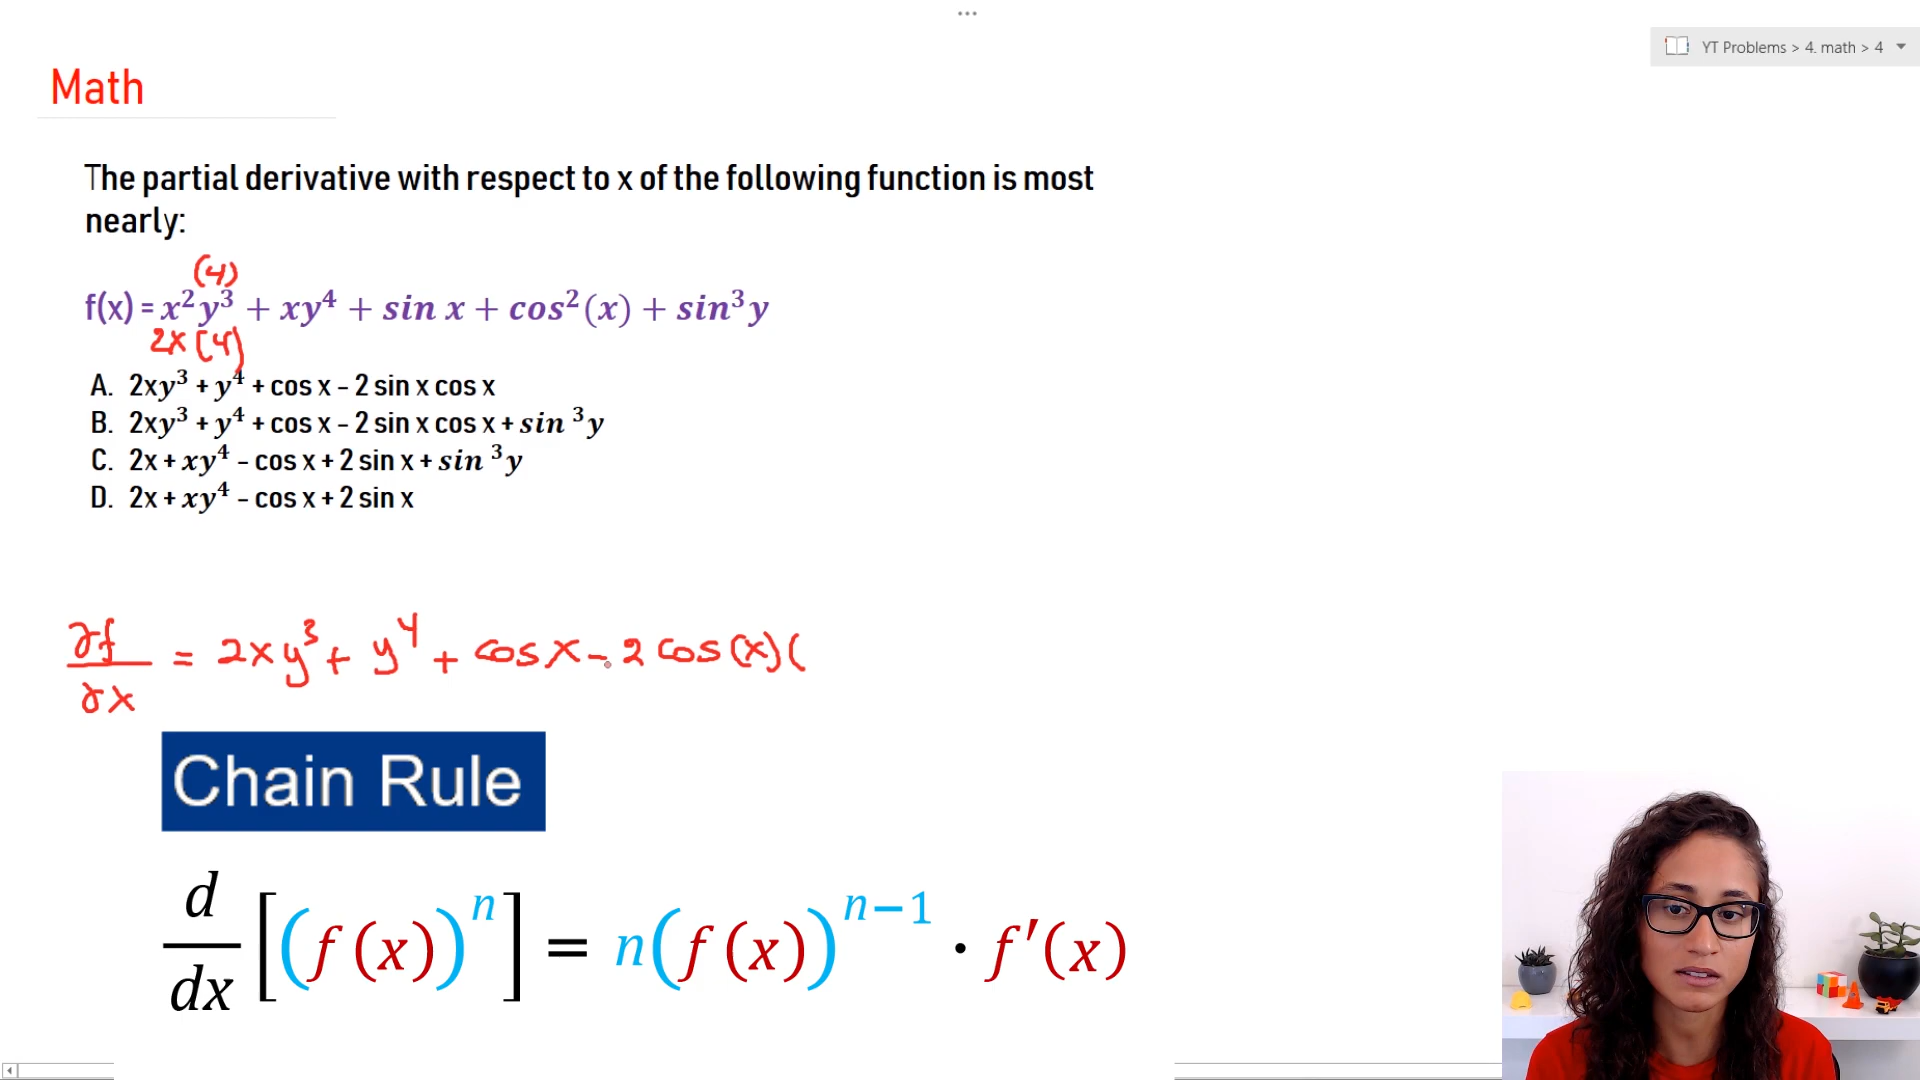 ...
YT Problems > 4. math > 4
Math
The partial derivative with respect to x of the following function is most
nearly:
(4)
f(x) = x²y³ + xy⁴ + sin x + cos²(x) + sin³y
2x(4)
A. 2xy³ + y⁴ + cos x - 2 sin x cos x
B. 2xy³ + y⁴ + cos x - 2 sin x cos x + sin ³y
C. 2x + xy⁴ - cos x + 2 sin x + sin ³y
D. 2x + xy⁴ - cos x + 2 sin x
∂f/∂x = 2xy³ + y⁴ + cos x - 2 cos(x)(
Chain Rule
d/dx [(f(x))ⁿ] = n(f(x))ⁿ⁻¹ · f′(x)